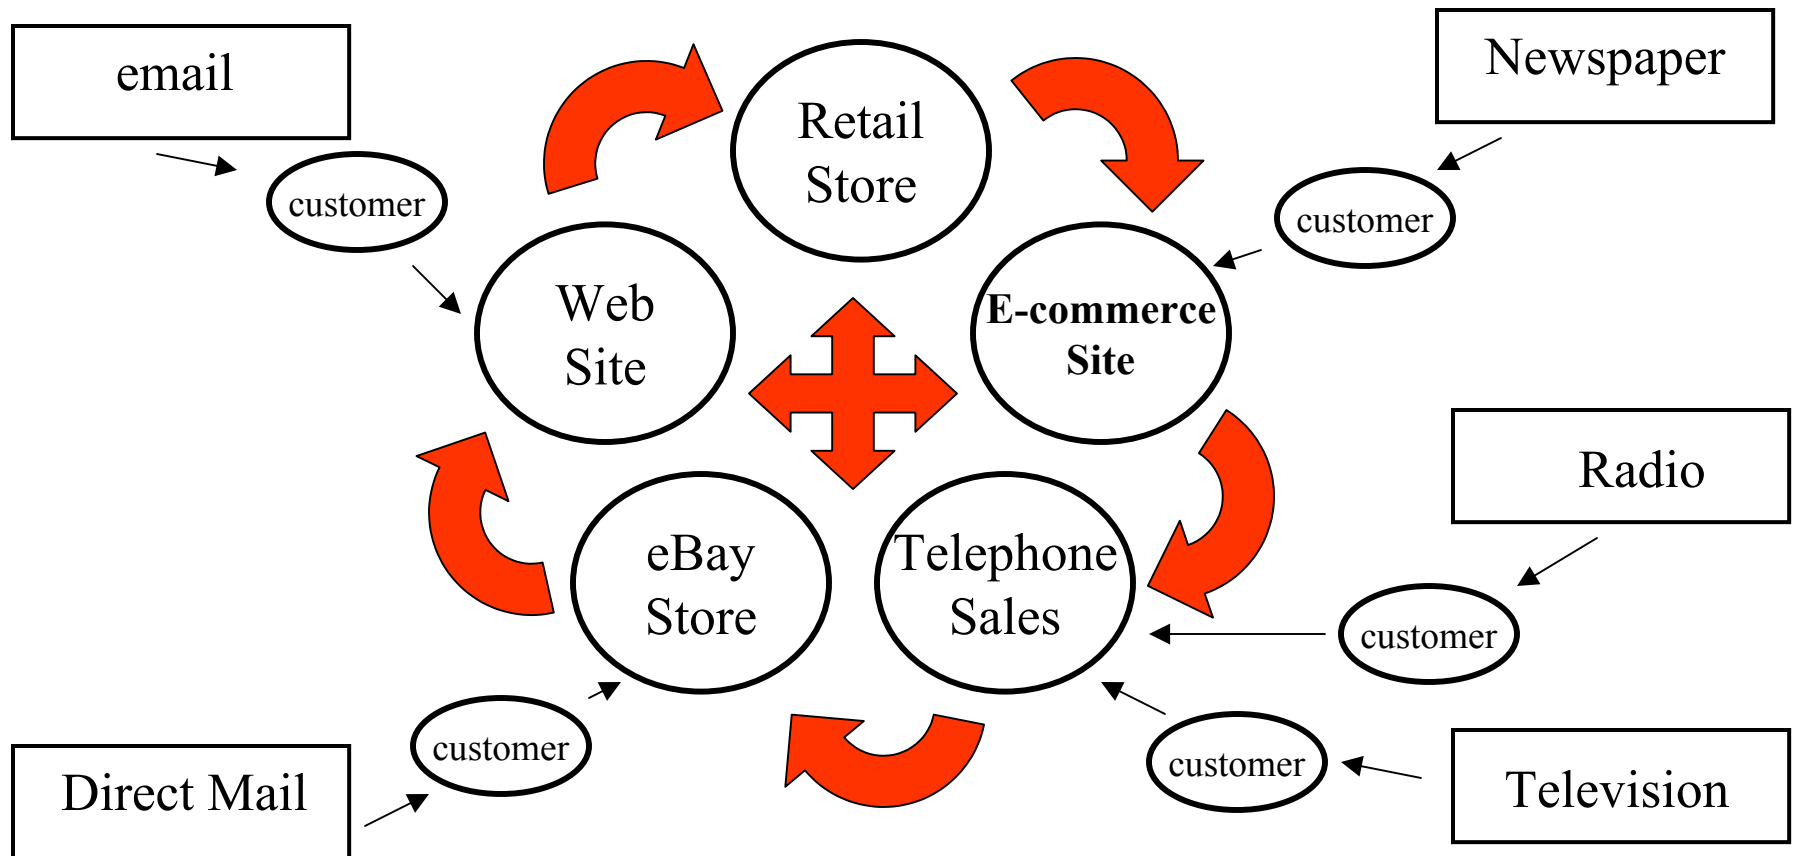 email
Newspaper
Retail
Store
customer
customer
Web
Site
E-commerce
Site
Radio
eBay
Store
Telephone
Sales
customer
customer
customer
Direct Mail
Television